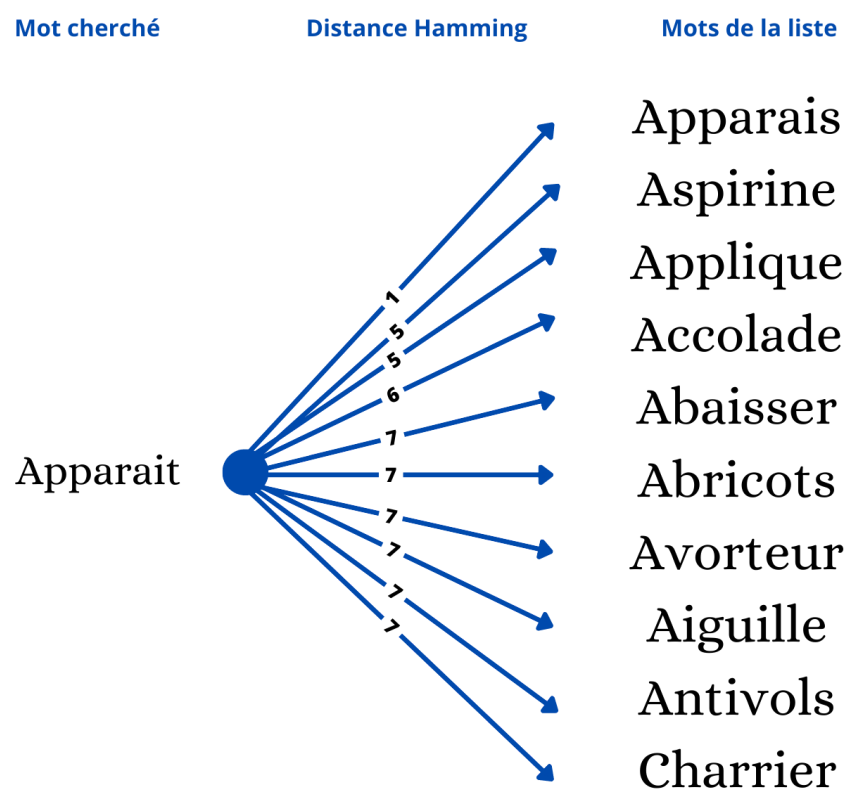 Mot cherché
Distance Hamming
Mots de la liste
Apparait
1
5
5
6
7
7
7
7
7
7
Apparais
Aspirine
Applique
Accolade
Abaisser
Abricots
Avorteur
Aiguille
Antivols
Charrier